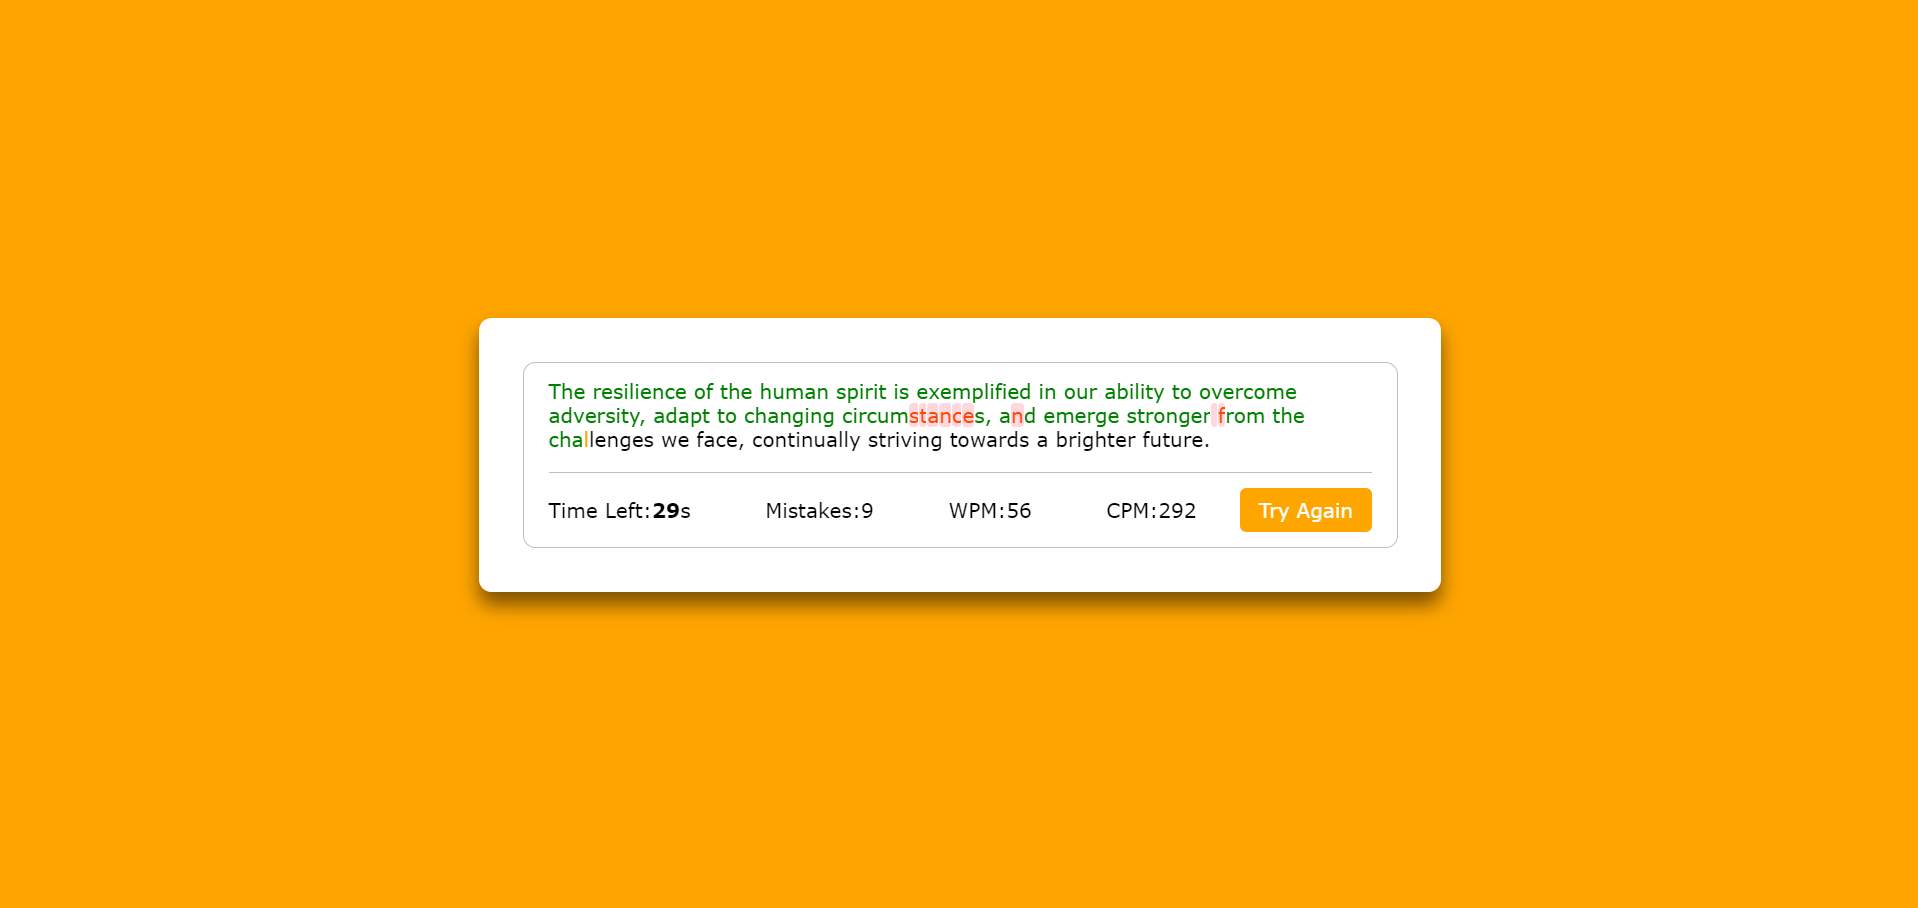 The resilience of the human spirit is exemplified in our ability to overcome
adversity, adapt to changing circumstances, and emerge stronger from the
challenges we face, continually striving towards a brighter future.
Time Left:29s Mistakes:9 WPM:56 CPM:292 Try Again